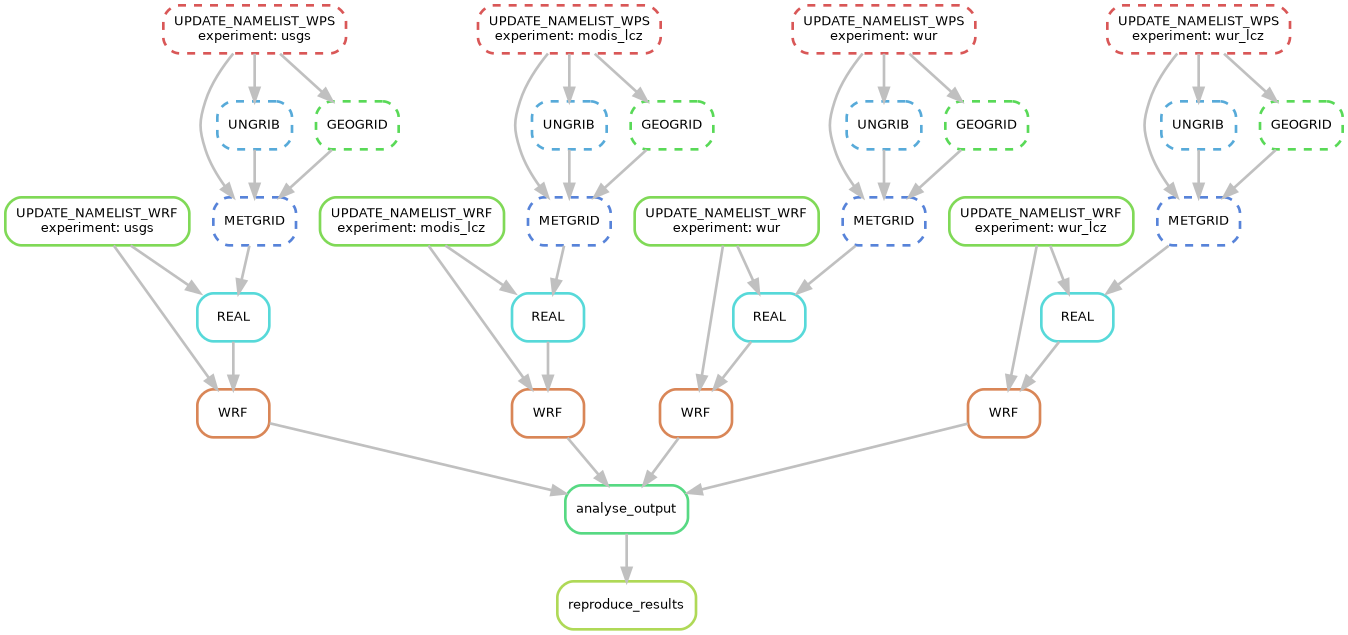 UPDATE_NAMELIST_WPS
experiment: usgs
UPDATE_NAMELIST_WPS
experiment: modis_lcz
UPDATE_NAMELIST_WPS
experiment: wur
UPDATE_NAMELIST_WPS
experiment: wur_lcz
UNGRIB
GEOGRID
UNGRIB
GEOGRID
UNGRIB
GEOGRID
UNGRIB
GEOGRID
UPDATE_NAMELIST_WRF
experiment: usgs
METGRID
UPDATE_NAMELIST_WRF
experiment: modis_lcz
METGRID
UPDATE_NAMELIST_WRF
experiment: wur
METGRID
UPDATE_NAMELIST_WRF
experiment: wur_lcz
METGRID
REAL
REAL
REAL
REAL
WRF
WRF
WRF
WRF
analyse_output
reproduce_results